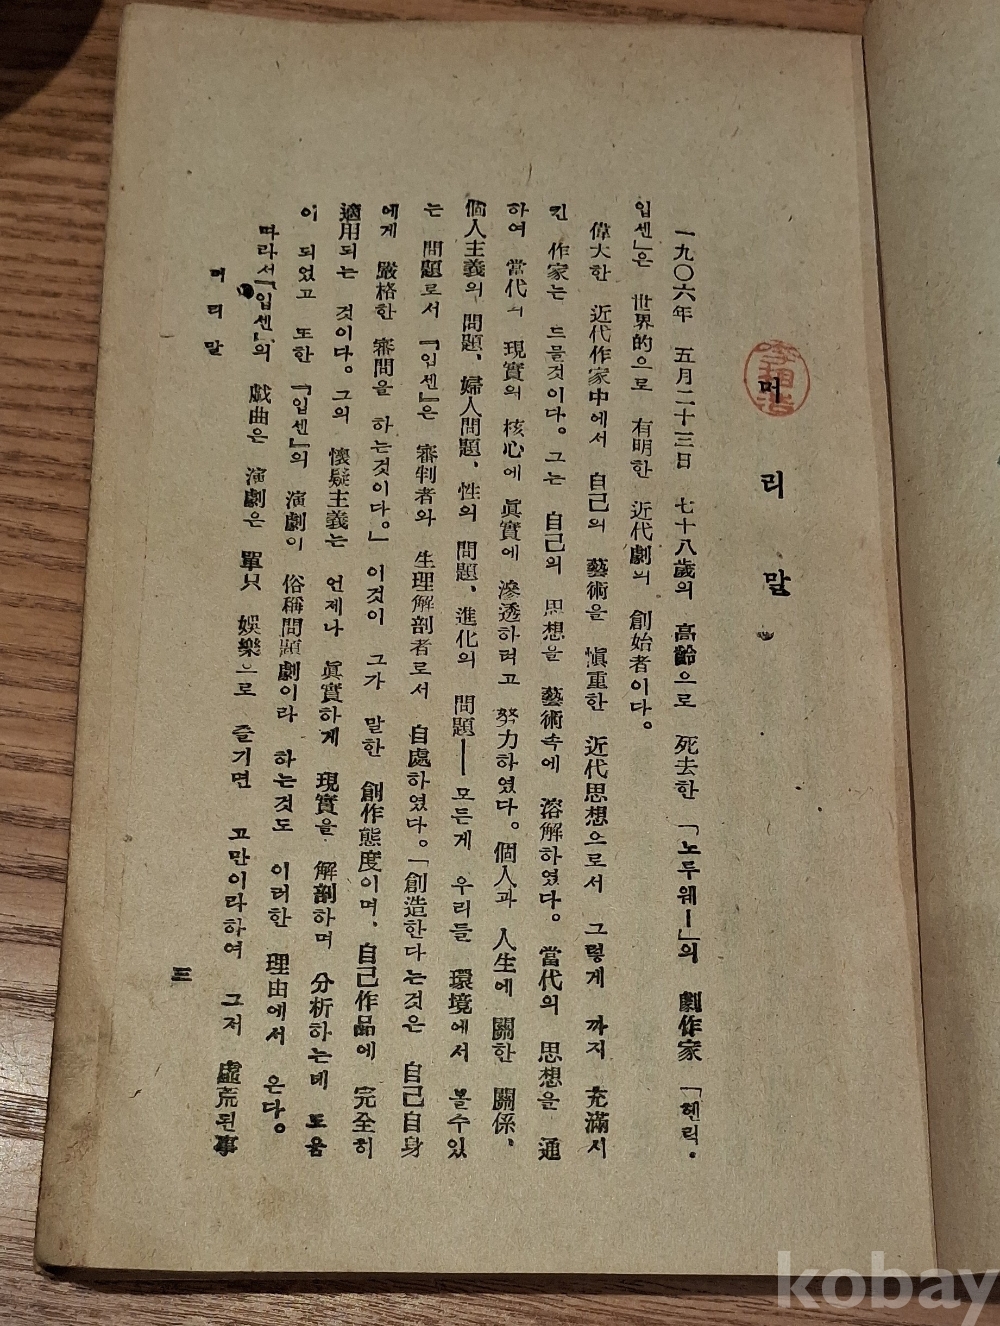 머리말
李相浩
一九〇六年 五月二十三日 七十八歲의 高齡으로 死去한 「노루웨ー」의 劇作家 「헨릭.
입센」은 世界的으로 有明한 近代劇의 創始者이다。
偉大한 近代作家中에서 自己의 藝術을 愼重한 近代思想으로서 그렇게 까지 充滿시
킨 作家는 드믈것이다。그는 自己의 思想을 藝術속에 溶解하였다。當代의 思想을 通
하여 當代의 現實의 核心에 眞實에 滲透하려고 努力하였다。個人과 人生에 關한 關係、
個人主義의 問題、婦人問題、性의 問題、進化의 問題──모든게 우리들 環境에서 볼수있
는 問題로서 『입센』은 審判者와 生理解剖者로서 自處하였다。「創造한다는것은 自己自身
에게 嚴格한 審問을 하는것이다。」이것이 그가 말한 創作態度이며、自己作品에 完全히
適用되는 것이다。그의 懷疑主義는 언제나 眞實하게 現實을 解剖하며 分析하는데 도움
이 되었고 또한 『입센』의 演劇이 俗稱問題劇이라 하는것도 이러한 理由에서 온다。
따라서『입센』의 戱曲은 演劇은 單只 娛樂으로 즐기면 고만이라하여 그저 虛荒된事
머리말
三
kobay